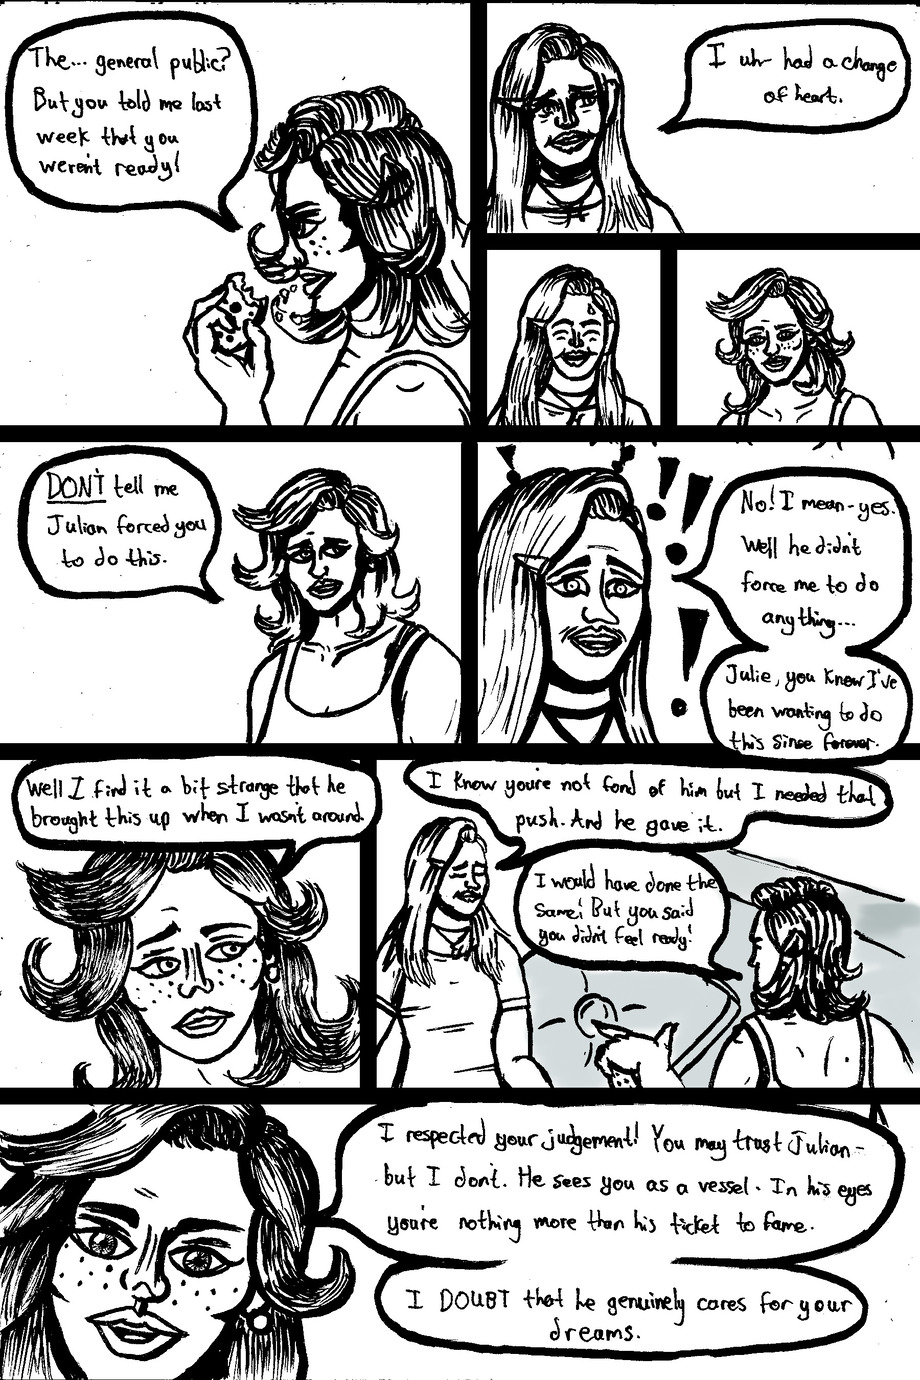 The... general public?
But you told me last
week that you
weren't ready!
I uh- had a change
of heart.
DON'T tell me
Julian forced you
to do this.
No! I mean-yes.
Well he didn't
force me to do
anything...
Julie, you know I've
been wanting to do
this since forever.
Well I find it a bit strange that he
brought this up when I wasn't around.
I know you're not fond of him but I needed that
push. And he gave it.
I would have done the
same! But you said
you didn't feel ready!
I respected your judgement! You may trust Julian-
but I don't. He sees you as a vessel. In his eyes
you're nothing more than his ticket to fame.
I DOUBT that he genuinely cares for your
dreams.